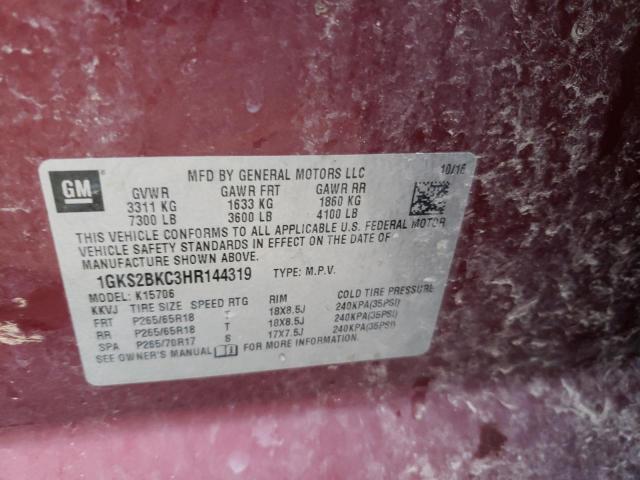 GM
MFD BY GENERAL MOTORS LLC 10/16
GVWR GAWR FRT GAWR RR
3311 KG 1633 KG 1860 KG
7300 LB 3600 LB 4100 LB
THIS VEHICLE CONFORMS TO ALL APPLICABLE U.S. FEDERAL MOTOR
VEHICLE SAFETY STANDARDS IN EFFECT ON THE DATE OF
MANUFACTURE SHOWN ABOVE.
1GKS2BKC3HR144319 TYPE: M.P.V.
MODEL: K15706
KKVJ TIRE SIZE SPEED RTG RIM COLD TIRE PRESSURE
FRT P265/65R18 T 18X8.5J 240KPA(35PSI)
RR P265/65R18 T 18X8.5J 240KPA(35PSI)
SPA P265/70R17 S 17X7.5J 240KPA(35PSI)
SEE OWNER'S MANUAL FOR MORE INFORMATION.